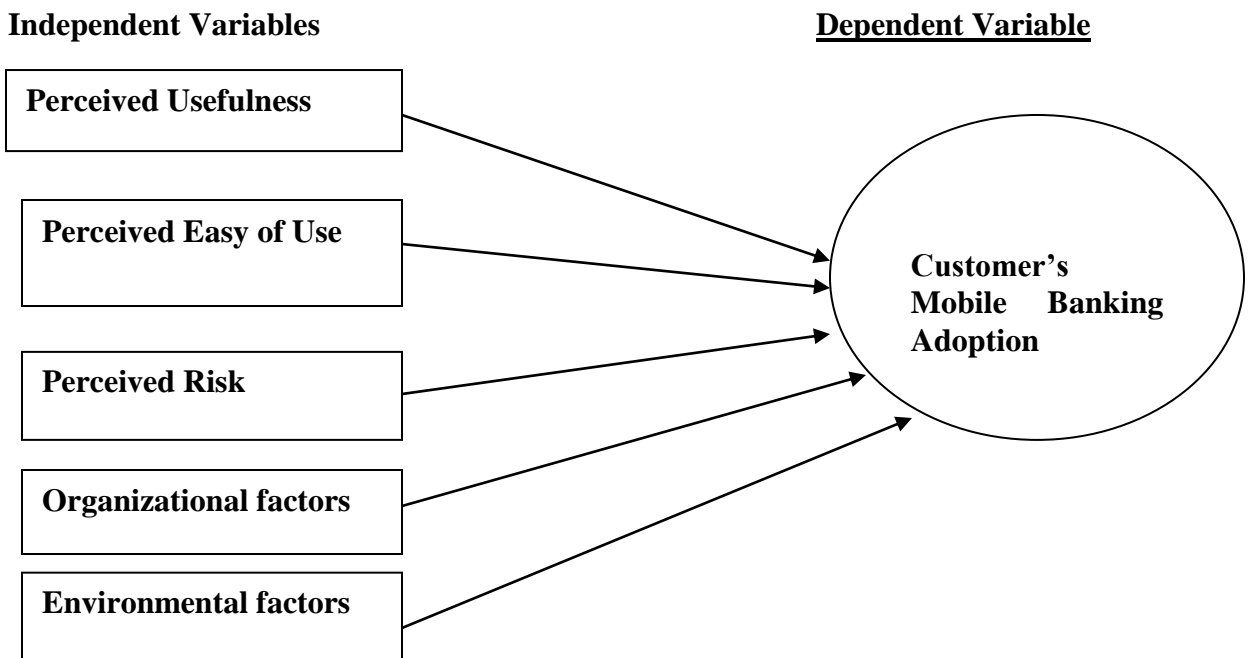 Independent Variables
Dependent Variable
Perceived Usefulness
Perceived Easy of Use
Perceived Risk
Organizational factors
Environmental factors
Customer’s
Mobile Banking
Adoption